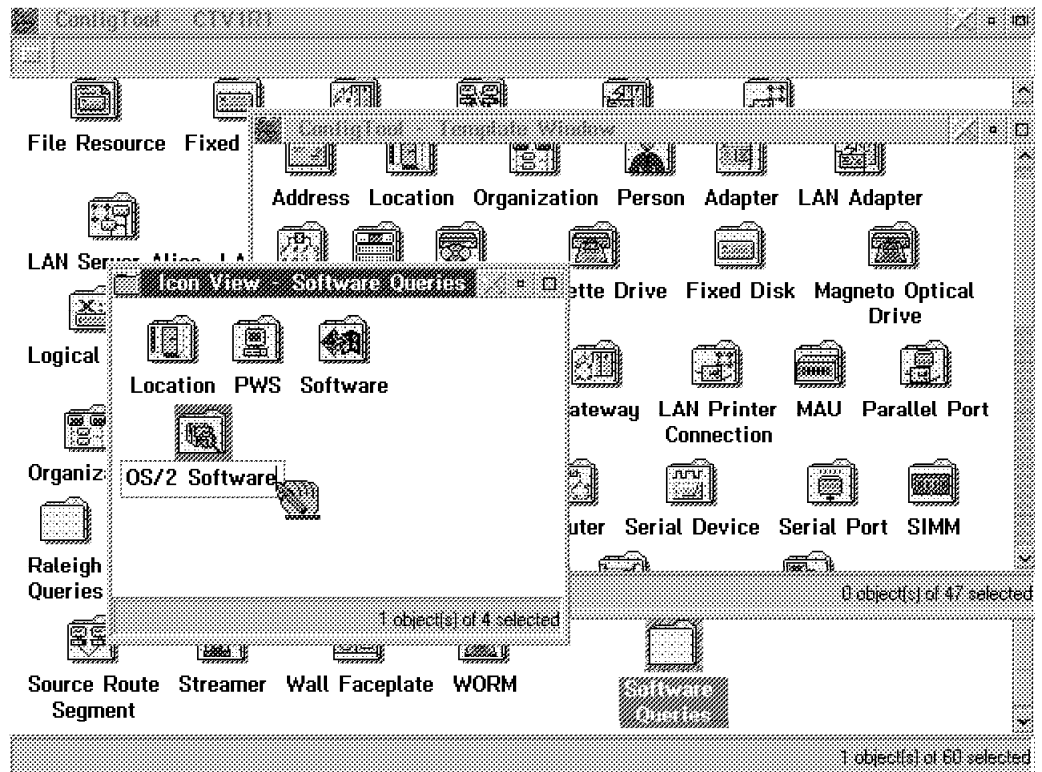 ConfigTool - CTV1R1
File Resource Fixed
ConfigTool - Template Window
Address Location Organization Person Adapter LAN Adapter
LAN Server Alias LA
Icon View - Software Queries
ette Drive Fixed Disk Magneto Optical
Drive
Logical
Location PWS Software
ateway LAN Printer MAU Parallel Port
Connection
Organiz
OS/2 Software
uter Serial Device Serial Port SIMM
Raleigh
Queries
0 object(s) of 47 selected
1 object(s) of 4 selected
Source Route Streamer Wall Faceplate WORM
Segment
Software
Queries
1 object(s) of 60 selected